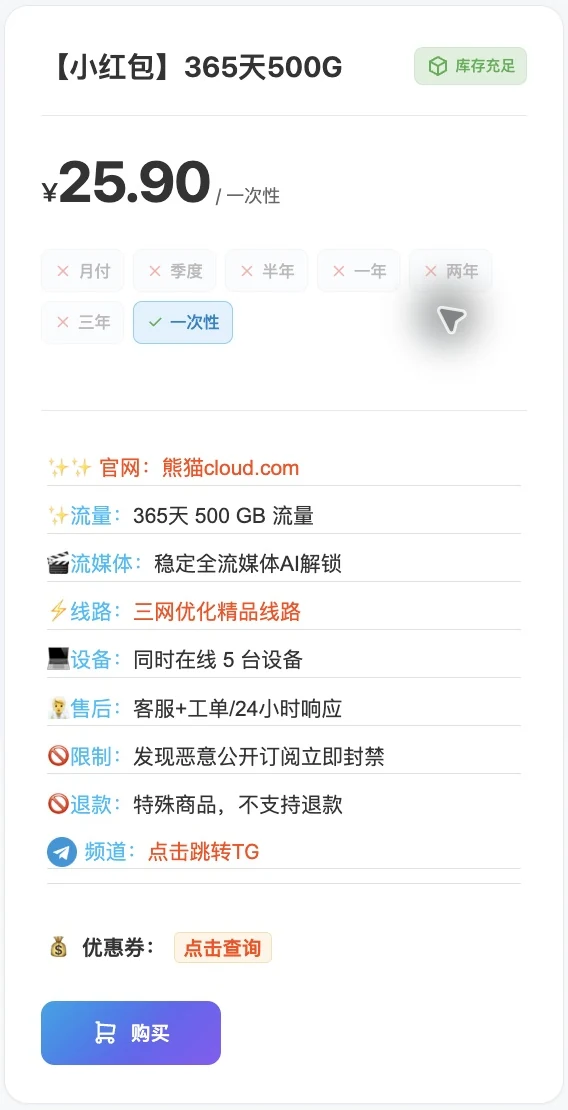 【小红包】365天500G
库存充足
¥25.90 / 一次性
月付 季度 半年 一年 两年
三年 一次性
✨✨ 官网：熊猫cloud.com
✨流量：365天 500 GB 流量
🎬流媒体：稳定全流媒体AI解锁
⚡线路：三网优化精品线路
💻设备：同时在线 5 台设备
售后：客服+工单/24小时响应
🚫限制：发现恶意公开订阅立即封禁
🚫退款：特殊商品，不支持退款
频道：点击跳转TG
💰 优惠券：点击查询
购买